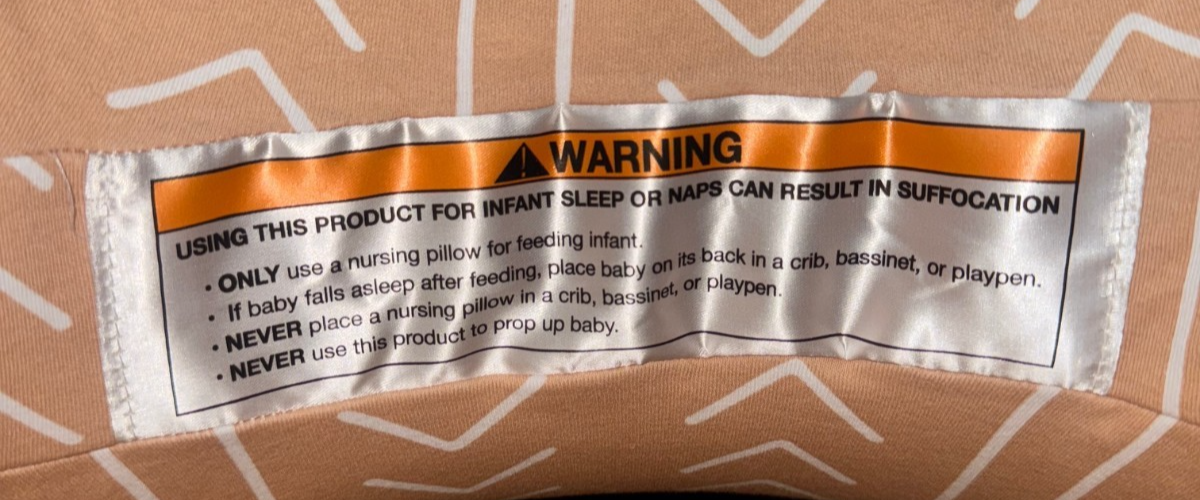 WARNING
USING THIS PRODUCT FOR INFANT SLEEP OR NAPS CAN RESULT IN SUFFOCATION
• ONLY use a nursing pillow for feeding infant.
• If baby falls asleep after feeding, place baby on its back in a crib, bassinet, or playpen.
• NEVER place a nursing pillow in a crib, bassinet, or playpen.
• NEVER use this product to prop up baby.